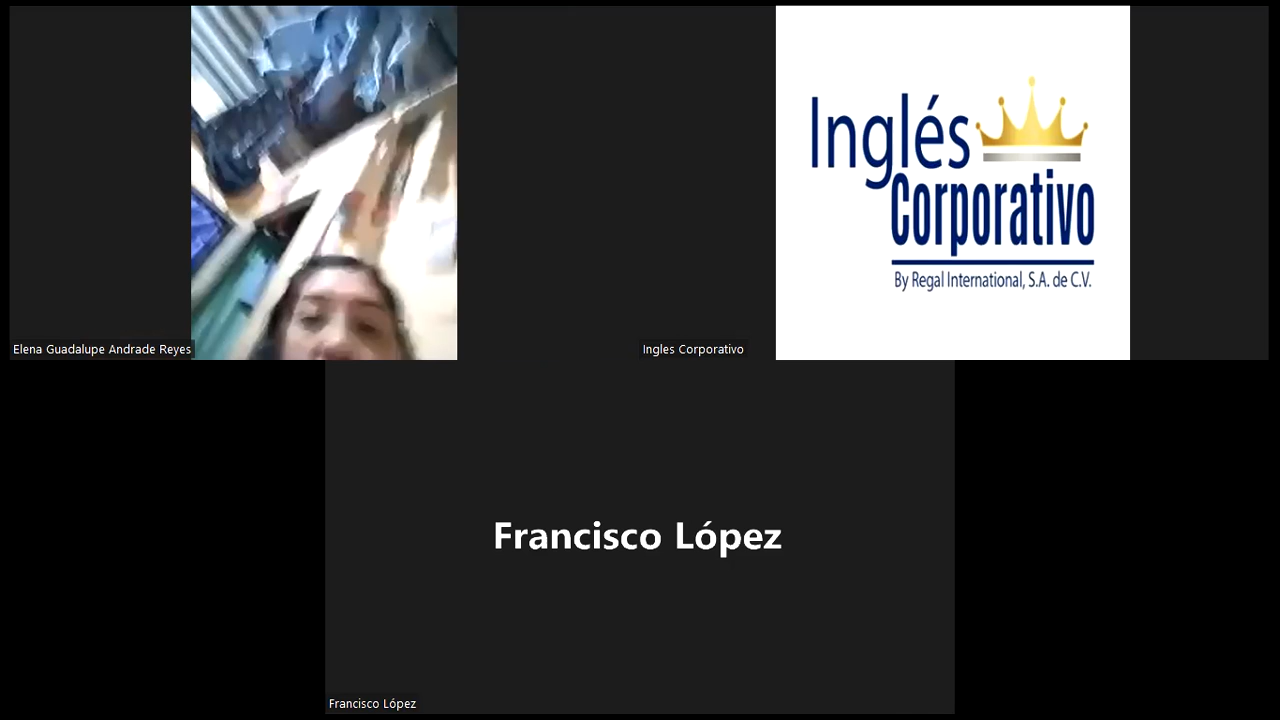 Inglés
Corporativo
By Regal International, S.A. de C.V.
Elena Guadalupe Andrade Reyes
Ingles Corporativo
Francisco López
Francisco López